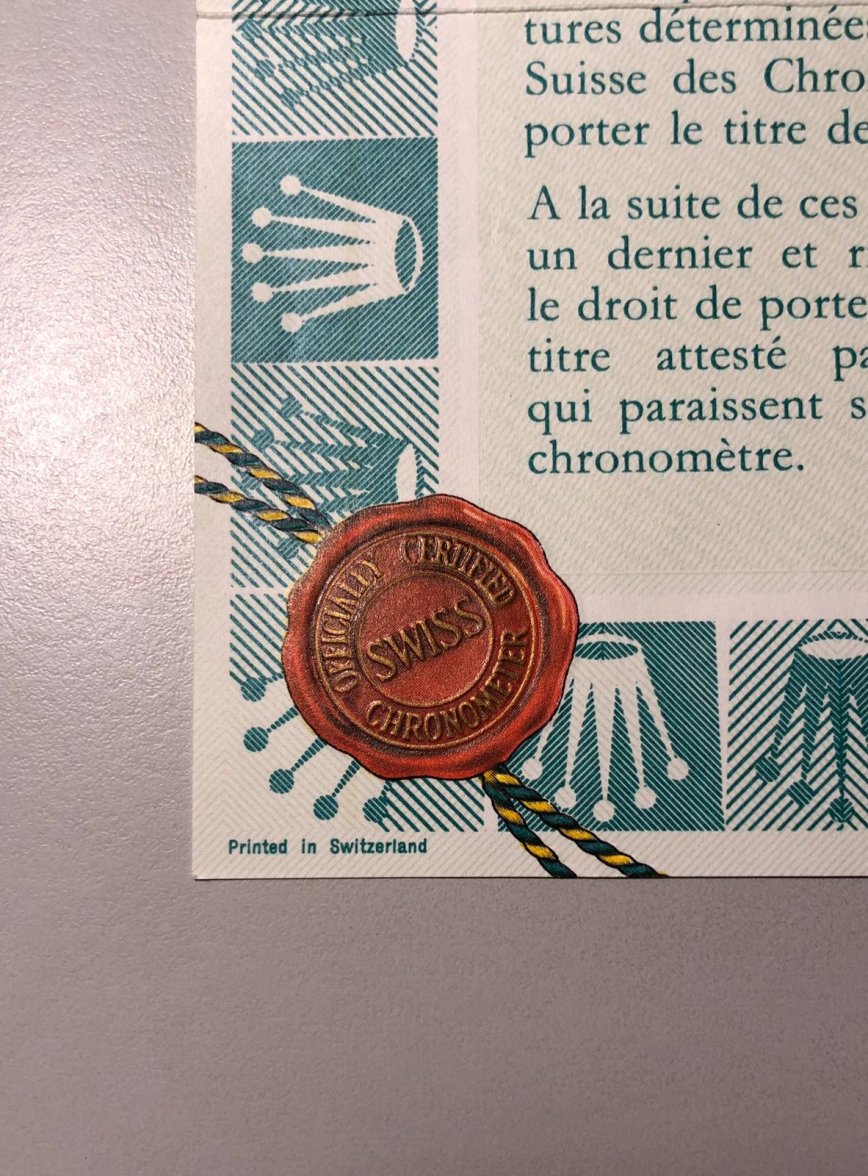 tures déterminées
Suisse des Chro
porter le titre de
A la suite de ces
un dernier et r
le droit de porte
titre attesté pa
qui paraissent s
chronomètre.
OFFICIALLY CERTIFIED
SWISS
CHRONOMETER
Printed in Switzerland